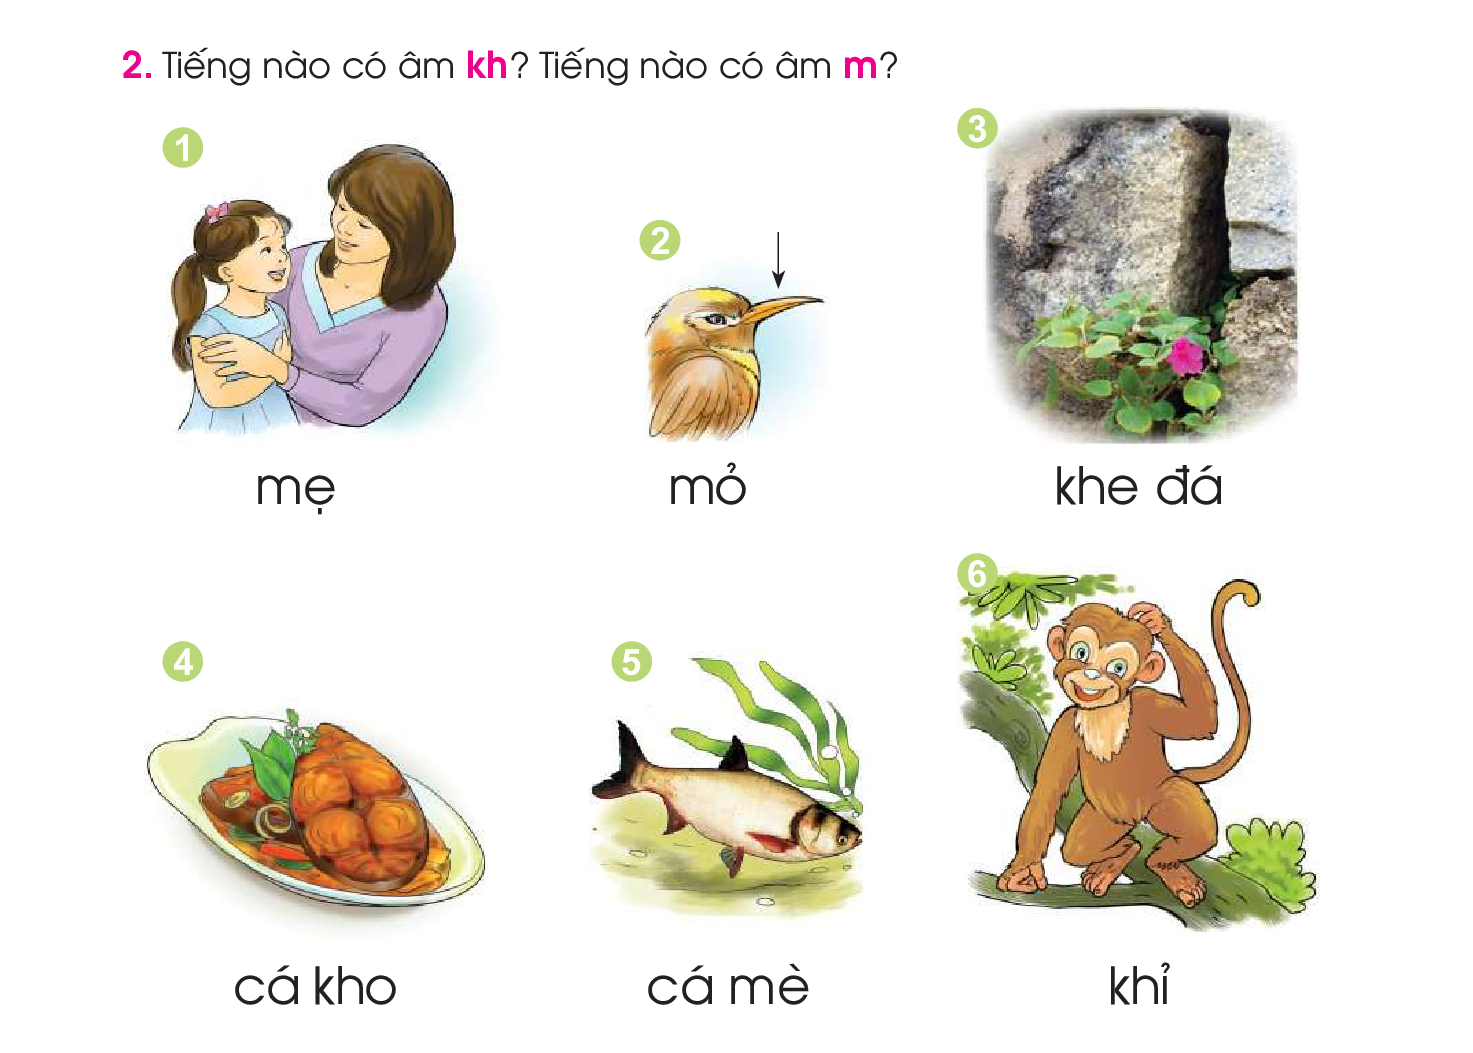 2. Tiếng nào có âm kh? Tiếng nào có âm m?
1
2
3
mẹ
mỏ
khe đá
4
5
6
cá kho
cá mè
khỉ